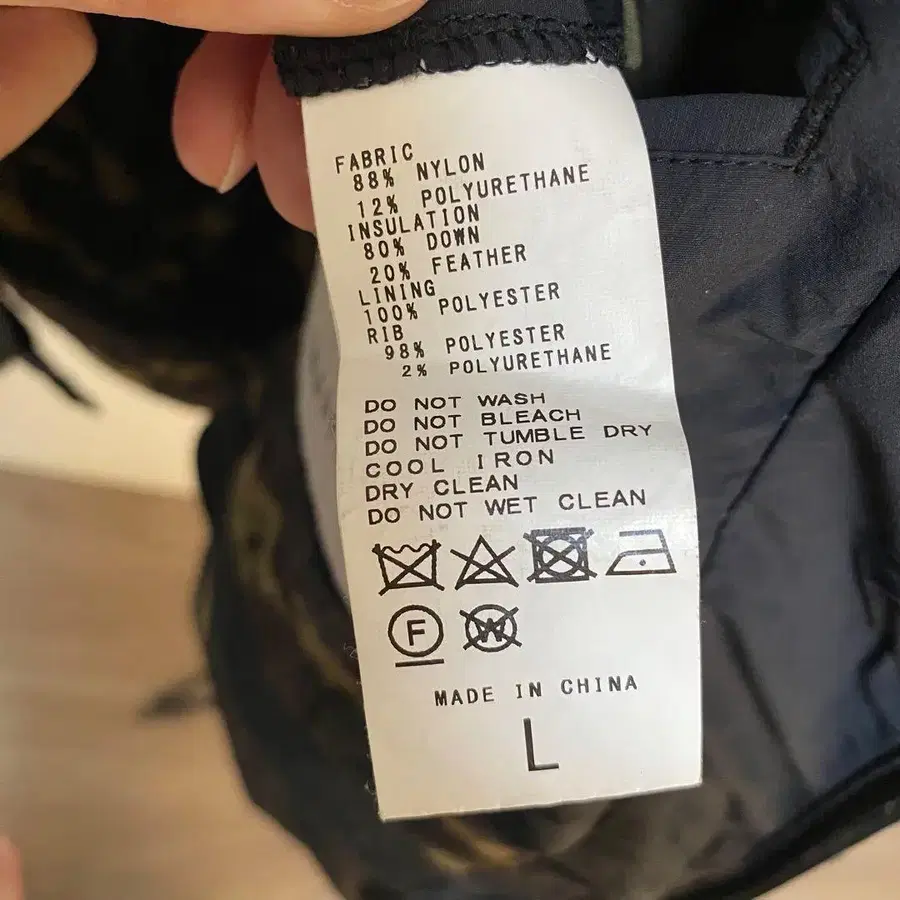 FABRIC
88% NYLON
12% POLYURETHANE
INSULATION
80% DOWN
20% FEATHER
LINING
100% POLYESTER
RIB
98% POLYESTER
2% POLYURETHANE
DO NOT WASH
DO NOT BLEACH
DO NOT TUMBLE DRY
COOL IRON
DRY CLEAN
DO NOT WET CLEAN
F W
MADE IN CHINA
L